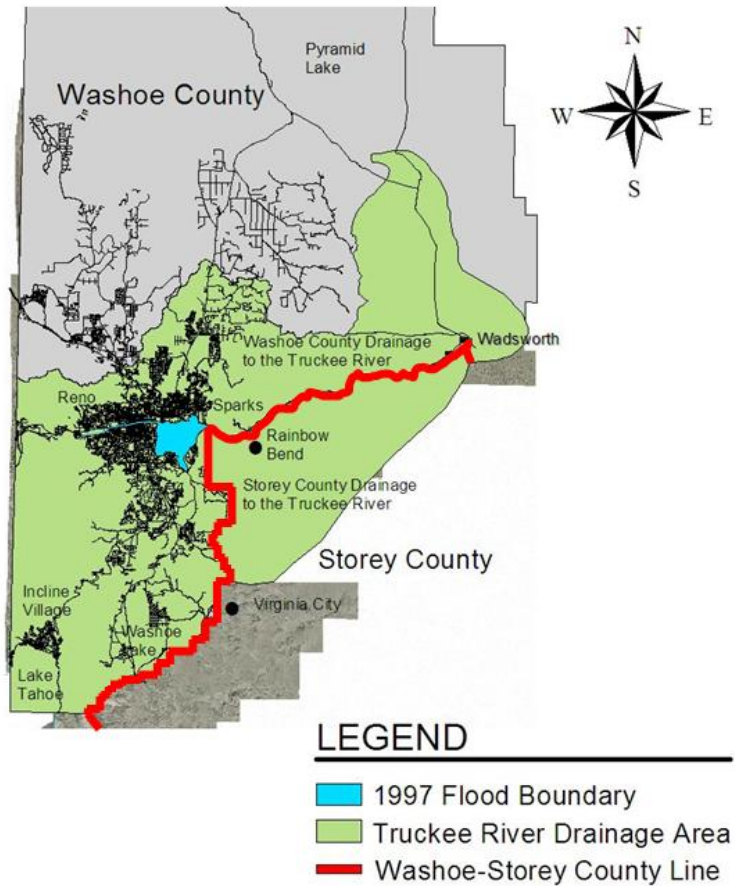 Pyramid
Lake
Washoe County
N
W
E
S
Wadsworth
Washoe County Drainage
to the Truckee River
Reno
Sparks
Rainbow
Bend
Storey County Drainage
to the Truckee River
Storey County
Incline
Village
Virginia City
Washoe
Lake
Lake
Tahoe
LEGEND
1997 Flood Boundary
Truckee River Drainage Area
Washoe-Storey County Line